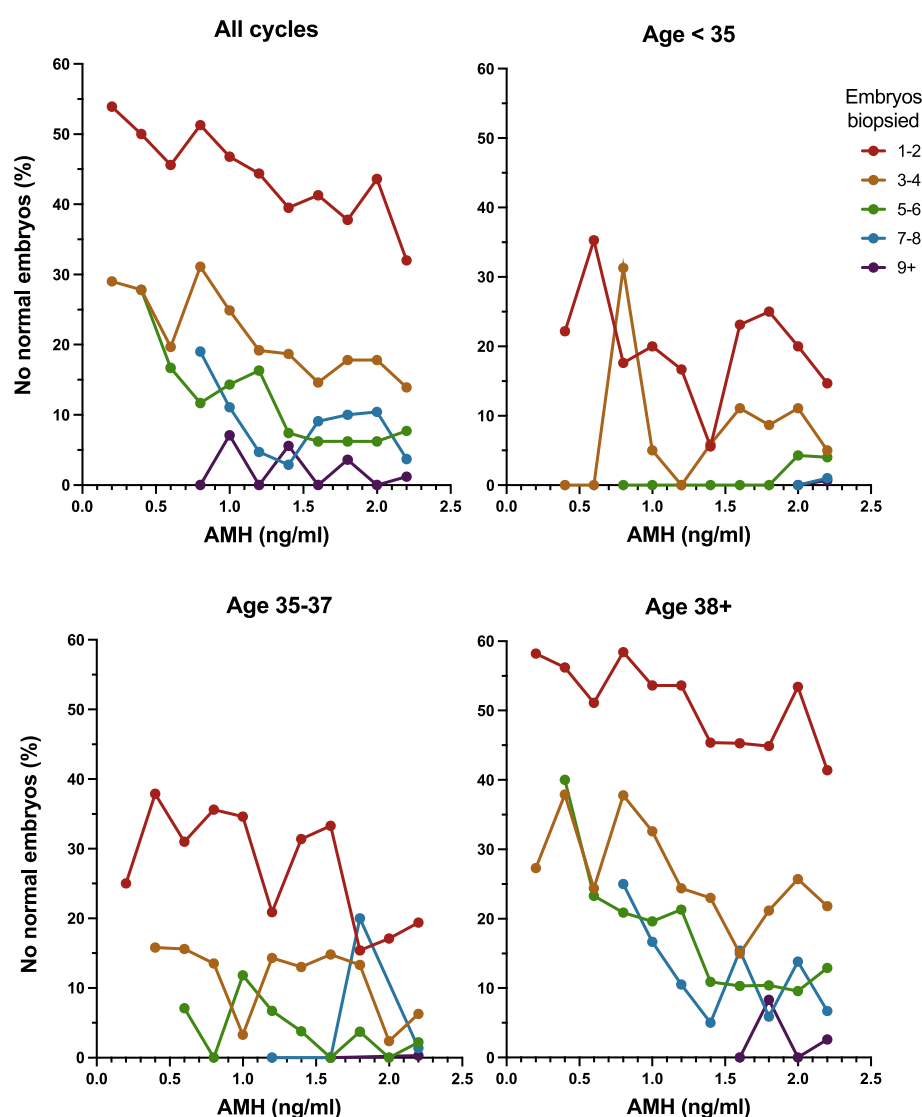 All cycles
60
50
40
30
20
10
0
0.0 0.5 1.0 1.5 2.0 2.5
No normal embryos (%)
AMH (ng/ml)
Age < 35
60
50
40
30
20
10
0
0.0 0.5 1.0 1.5 2.0 2.5
AMH (ng/ml)
Embryos
biopsied
1-2
3-4
5-6
7-8
9+
Age 35-37
60
50
40
30
20
10
0
0.0 0.5 1.0 1.5 2.0 2.5
No normal embryos (%)
AMH (ng/ml)
Age 38+
60
50
40
30
20
10
0
0.0 0.5 1.0 1.5 2.0 2.5
AMH (ng/ml)